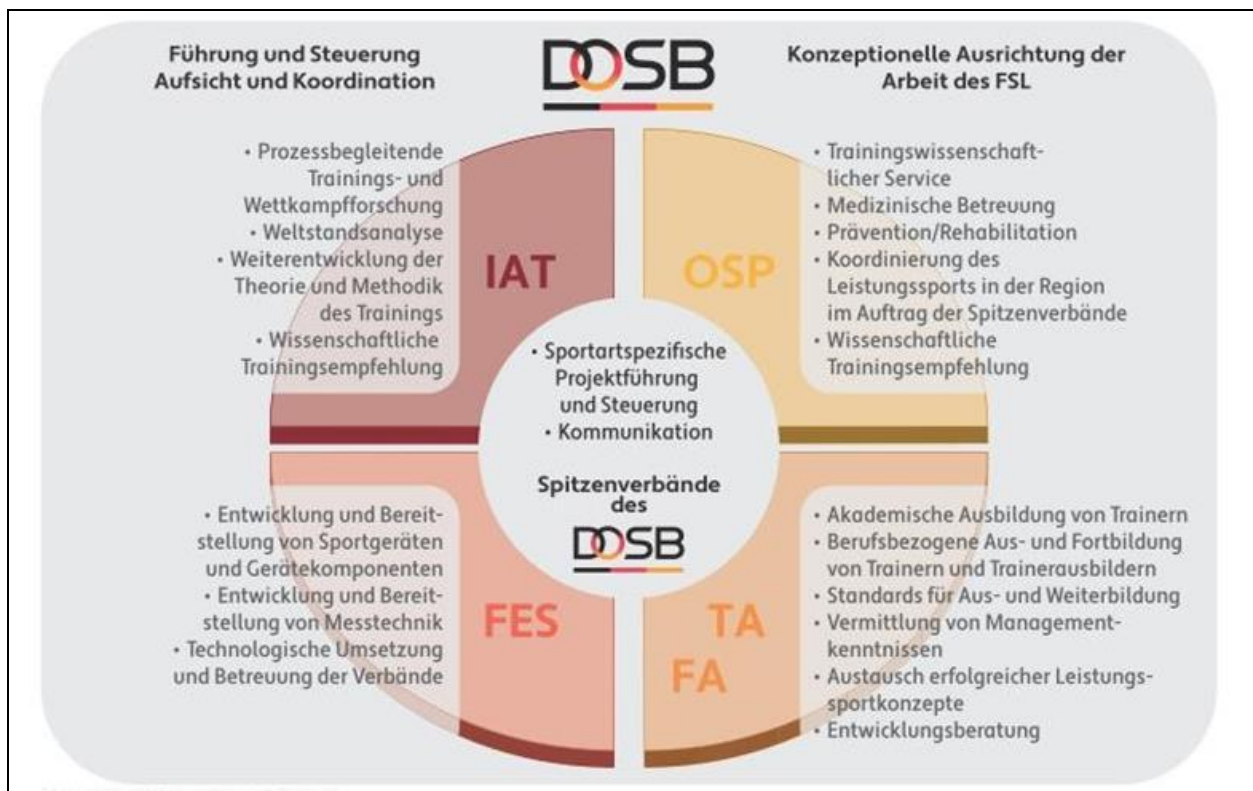 Führung und Steuerung
Aufsicht und Koordination
DOSB
Konzeptionelle Ausrichtung der
Arbeit des FSL
• Prozessbegleitende
Trainings- und
Wettkampfforschung
• Weltstandsanalyse
• Weiterentwicklung der
Theorie und Methodik
des Trainings
• Wissenschaftliche
Trainingsempfehlung
IAT
OSP
• Trainingswissenschaft-
licher Service
• Medizinische Betreuung
• Prävention/Rehabilitation
• Koordinierung des
Leistungssports in der Region
im Auftrag der Spitzenverbände
• Wissenschaftliche
Trainingsempfehlung
• Sportartspezifische
Projektführung
und Steuerung
• Kommunikation
Spitzenverbände
des
DOSB
• Entwicklung und Bereit-
stellung von Sportgeräten
und Gerätekomponenten
• Entwicklung und Bereit-
stellung von Messtechnik
• Technologische Umsetzung
und Betreuung der Verbände
FES
TA
FA
• Akademische Ausbildung von Trainern
• Berufsbezogene Aus- und Fortbildung
von Trainern und Trainerausbildern
• Standards für Aus- und Weiterbildung
• Vermittlung von Management-
kenntnissen
• Austausch erfolgreicher Leistungs-
sportkonzepte
• Entwicklungsberatung